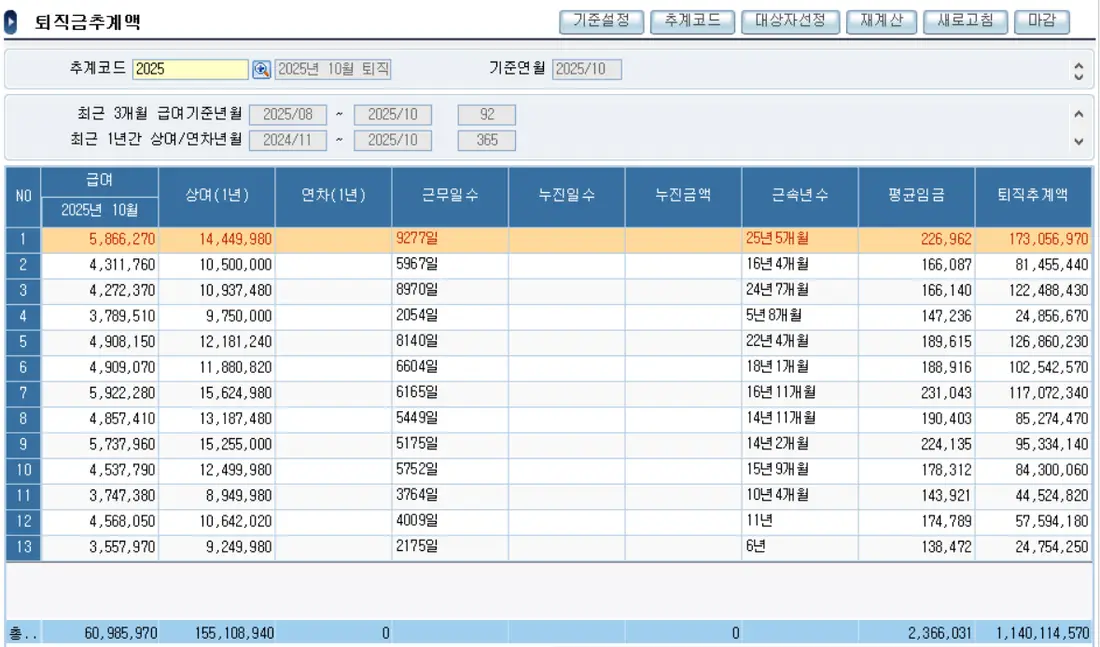 퇴직금추계액
기준설정 추계코드 대상자선정 재계산 새로고침 마감
추계코드 2025 2025년 10월 퇴직 기준연월 2025/10
최근 3개월 급여기준년월 2025/08 ~ 2025/10 92
최근 1년간 상여/연차년월 2024/11 ~ 2025/10 365
NO 급여 상여(1년) 연차(1년) 근무일수 누진일수 누진금액 근속년수 평균임금 퇴직추계액
2025년 10월
1 5,866,270 14,449,980 9277일 25년 5개월 226,962 173,056,970
2 4,311,760 10,500,000 5967일 16년 4개월 166,087 81,455,440
3 4,272,370 10,937,480 8970일 24년 7개월 166,140 122,488,430
4 3,789,510 9,750,000 2054일 5년 8개월 147,236 24,856,670
5 4,908,150 12,181,240 8140일 22년 4개월 189,615 126,860,230
6 4,909,070 11,880,820 6604일 18년 1개월 188,916 102,542,570
7 5,922,280 15,624,980 6165일 16년 11개월 231,043 117,072,340
8 4,857,410 13,187,480 5449일 14년 11개월 190,403 85,274,470
9 5,737,960 15,255,000 5175일 14년 2개월 224,135 95,334,140
10 4,537,790 12,499,980 5752일 15년 9개월 178,312 84,300,060
11 3,747,380 8,949,980 3764일 10년 4개월 143,921 44,524,820
12 4,568,050 10,642,020 4009일 11년 174,789 57,594,180
13 3,557,970 9,249,980 2175일 6년 138,472 24,754,250
총.. 60,985,970 155,108,940 0 0 2,366,031 1,140,114,570